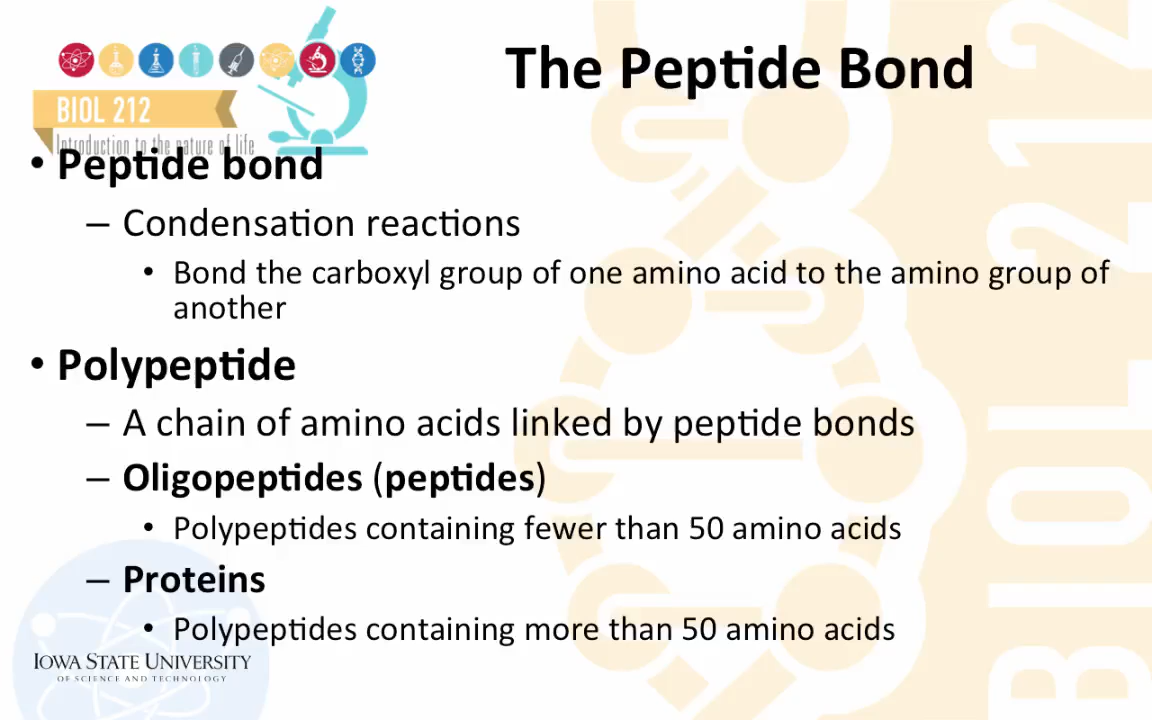 The Peptide Bond
BIOL 212
Introduction to the nature of life
• Peptide bond
– Condensation reactions
• Bond the carboxyl group of one amino acid to the amino group of
another
• Polypeptide
– A chain of amino acids linked by peptide bonds
– Oligopeptides (peptides)
• Polypeptides containing fewer than 50 amino acids
– Proteins
• Polypeptides containing more than 50 amino acids
IOWA STATE UNIVERSITY
OF SCIENCE AND TECHNOLOGY
BIOL 212